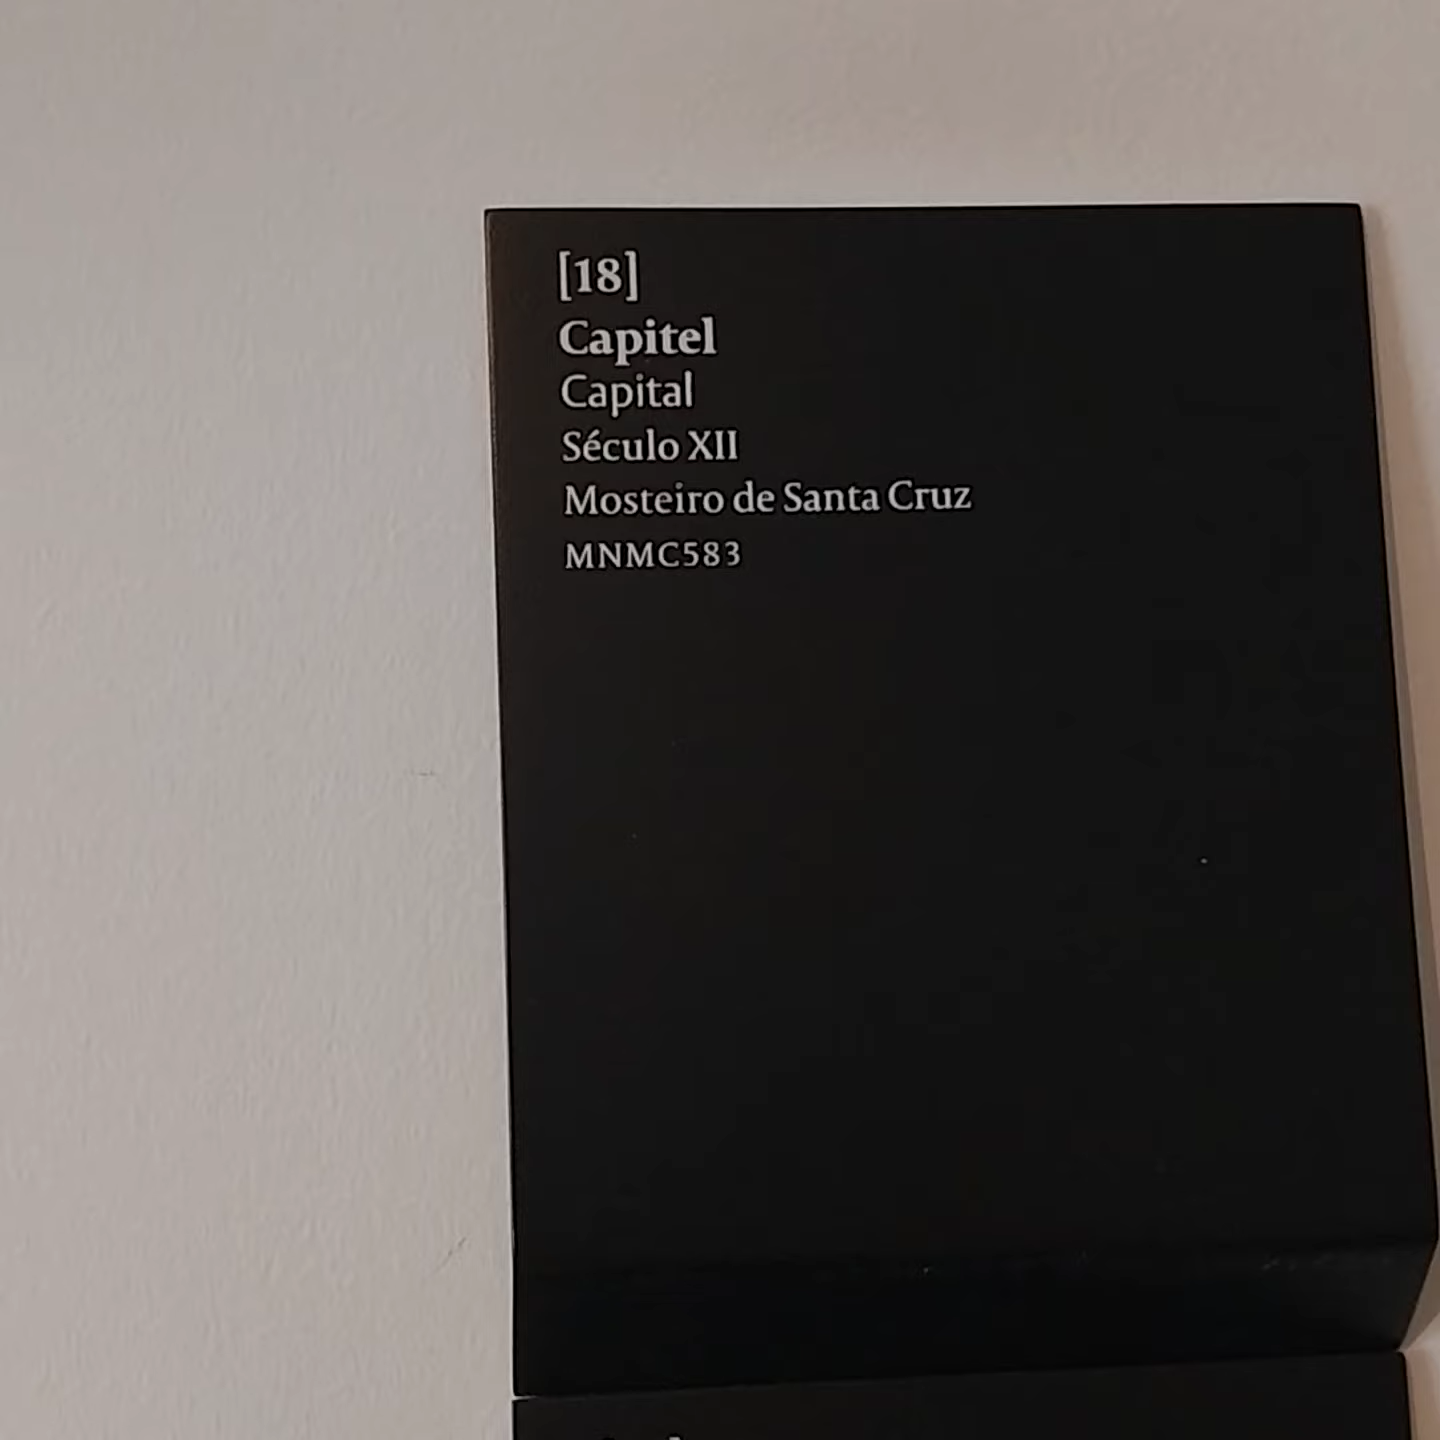 [18]
Capitel
Capital
Século XII
Mosteiro de Santa Cruz
MNMC583